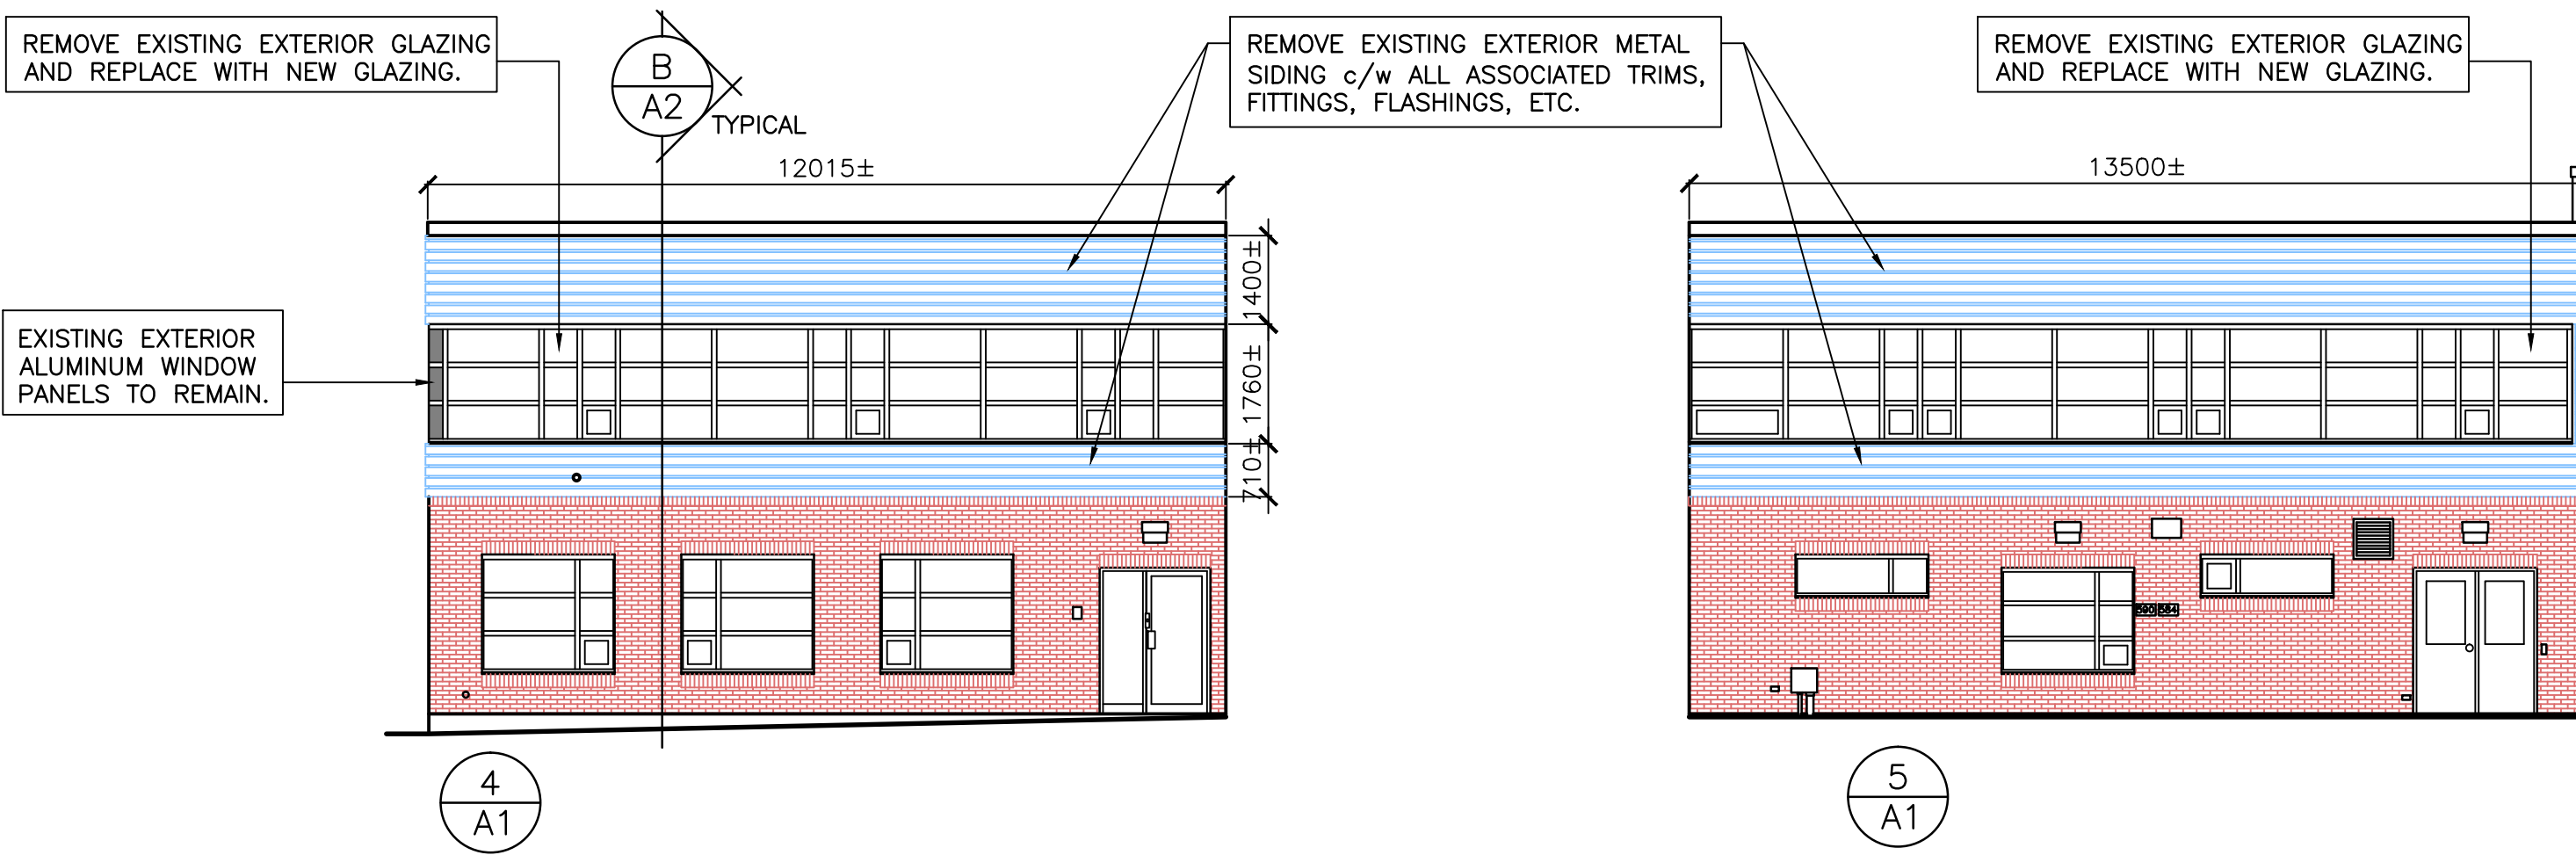 REMOVE EXISTING EXTERIOR GLAZING
AND REPLACE WITH NEW GLAZING.
B
A2
TYPICAL
REMOVE EXISTING EXTERIOR METAL
SIDING c/w ALL ASSOCIATED TRIMS,
FITTINGS, FLASHINGS, ETC.
REMOVE EXISTING EXTERIOR GLAZING
AND REPLACE WITH NEW GLAZING.
12015±
13500±
1400±
1760±
710±
EXISTING EXTERIOR
ALUMINUM WINDOW
PANELS TO REMAIN.
4
A1
5
A1